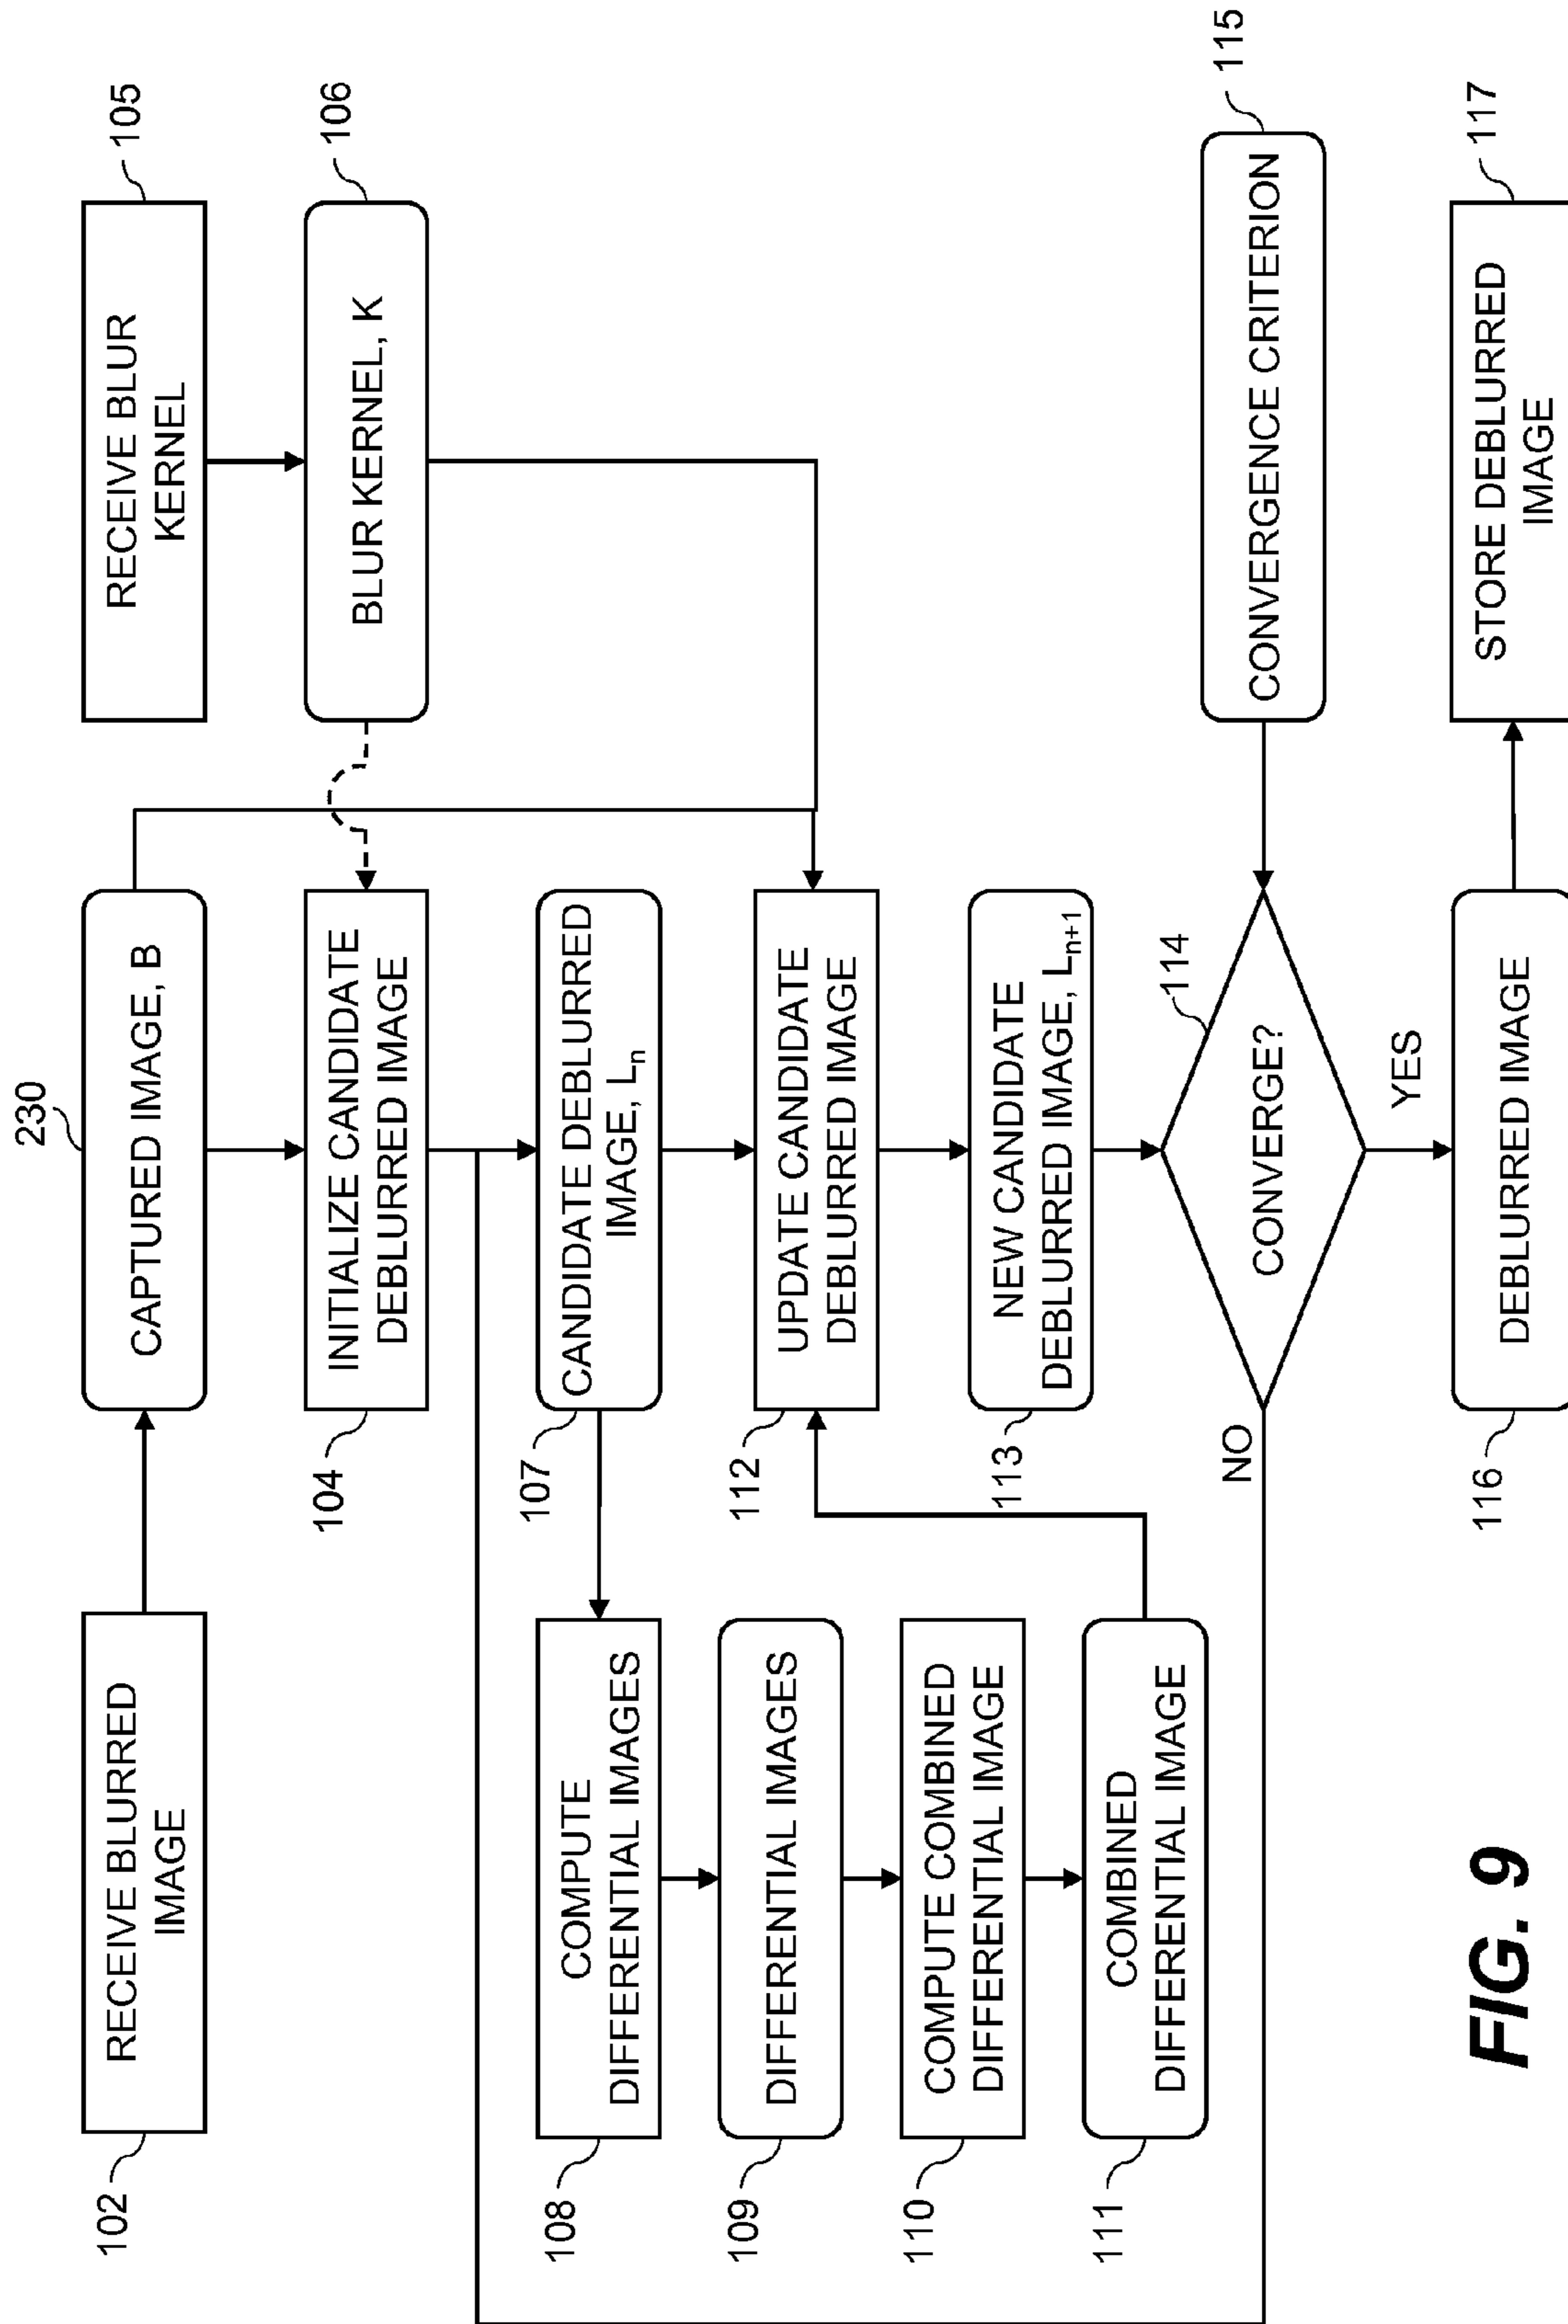 102
RECEIVE BLURRED
IMAGE
230
CAPTURED IMAGE, B
RECEIVE BLUR
KERNEL
105
104
INITIALIZE CANDIDATE
DEBLURRED IMAGE
BLUR KERNEL, K
106
107
CANDIDATE DEBLURRED
IMAGE, Ln
108
COMPUTE
DIFFERENTIAL IMAGES
109
DIFFERENTIAL IMAGES
110
COMPUTE COMBINED
DIFFERENTIAL IMAGE
111
COMBINED
DIFFERENTIAL IMAGE
112
UPDATE CANDIDATE
DEBLURRED IMAGE
113
NEW CANDIDATE
DEBLURRED IMAGE, Ln+1
114
CONVERGE?
NO
YES
CONVERGENCE CRITERION
115
116
DEBLURRED IMAGE
STORE DEBLURRED
IMAGE
117
FIG. 9